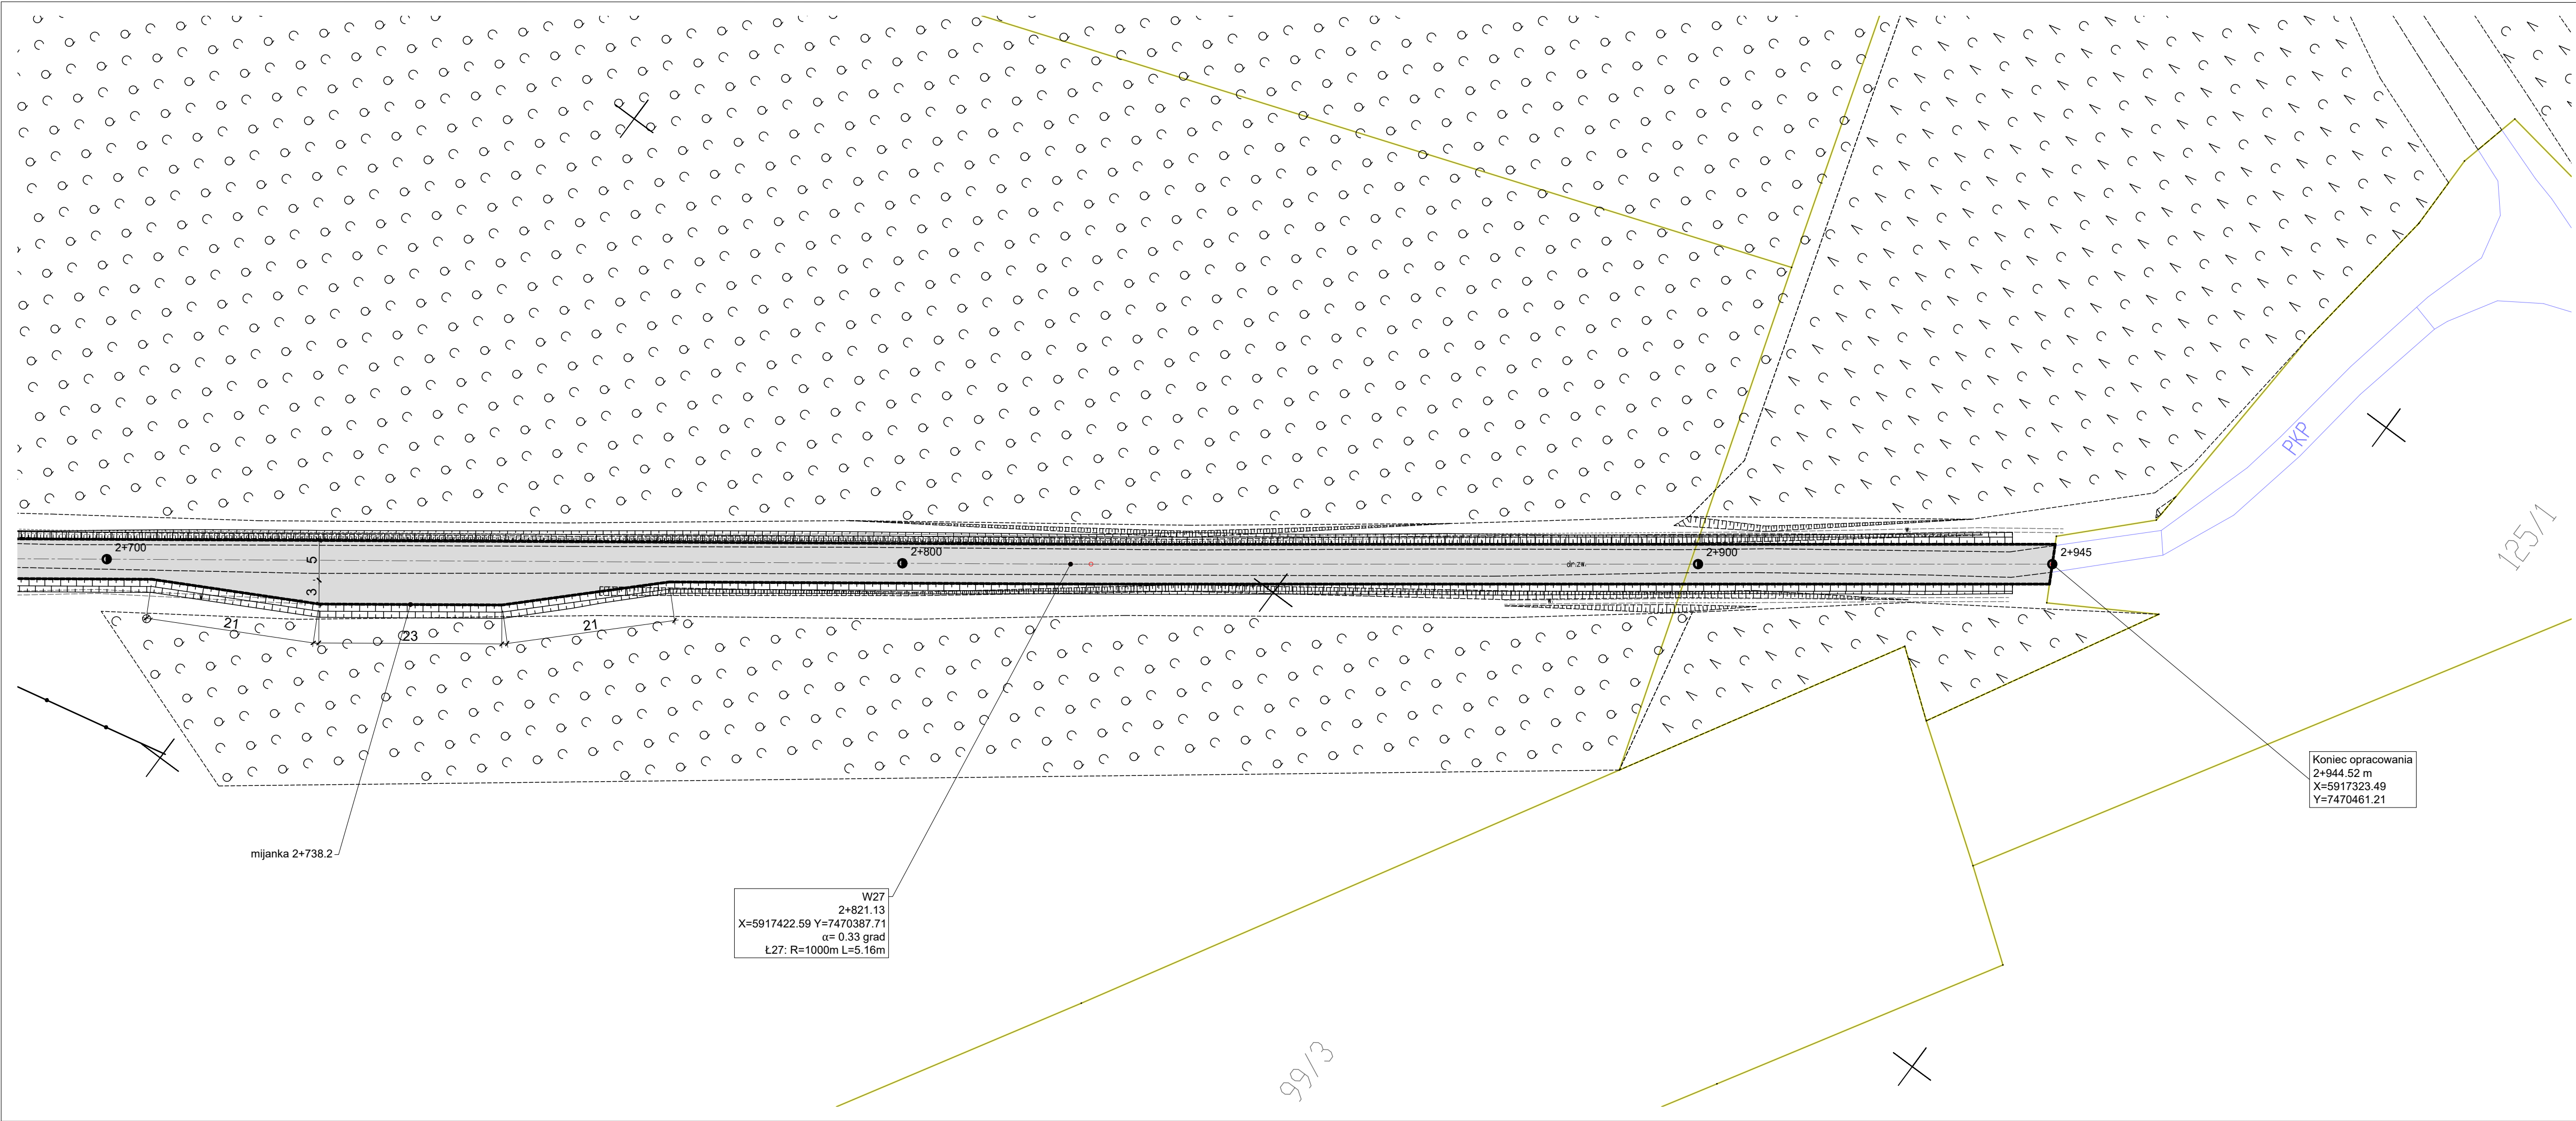 PKP
125/1
2+700
5
2+800
2+900
2+945
dr.zw.
3
21
23
21
Koniec opracowania
2+944.52 m
X=5917323.49
Y=7470461.21
mijanka 2+738.2
W27
2+821.13
X=5917422.59 Y=7470387.71
α= 0.33 grad
Ł27: R=1000m L=5.16m
99/3